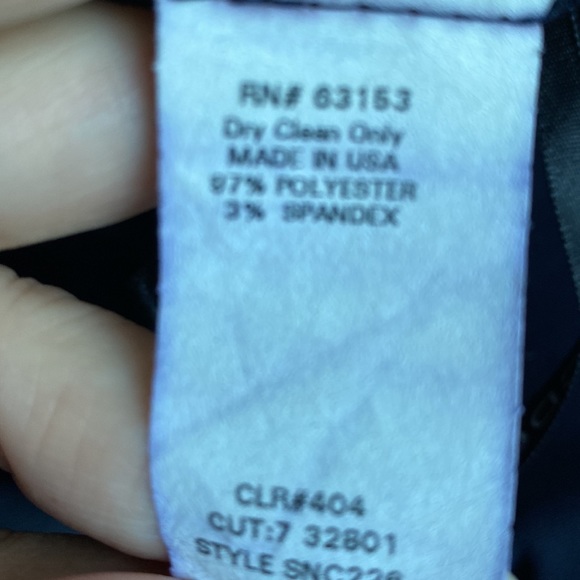 RN# 63153
Dry Clean Only
MADE IN USA
97% POLYESTER
3% SPANDEX
CLR#404
CUT:7 32801
STYLE